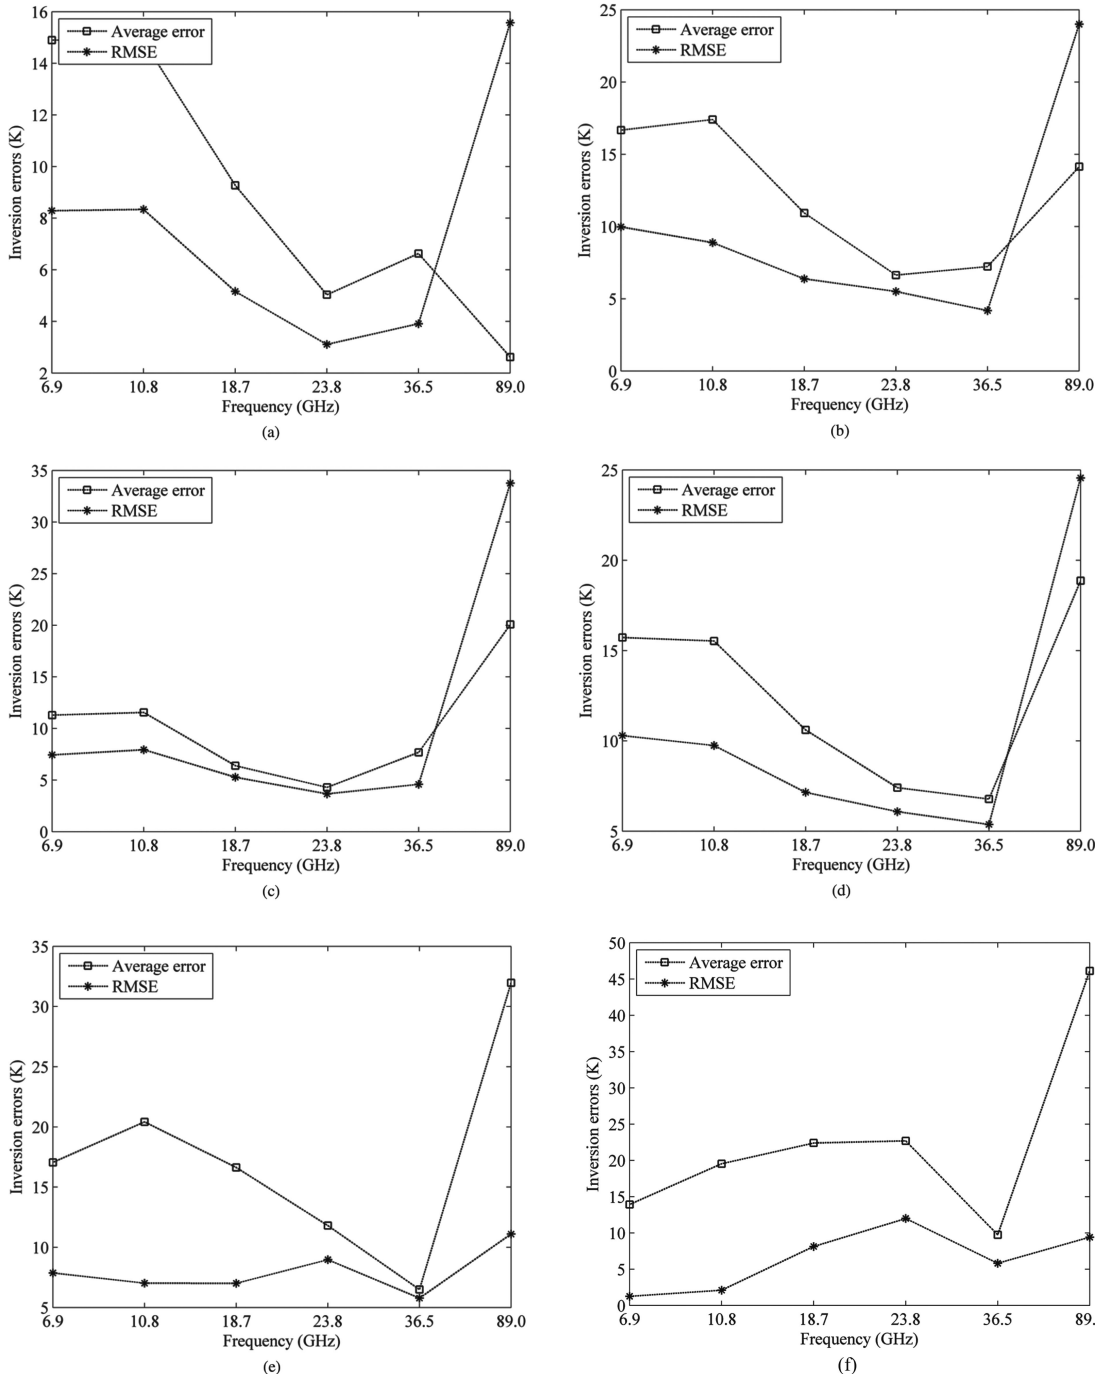 16
14
12
10
8
6
4
2
Inversion errors (K)
Average error
RMSE
6.9 10.8 18.7 23.8 36.5 89.0
Frequency (GHz)
(a)
25
20
15
10
5
0
Inversion errors (K)
Average error
RMSE
6.9 10.8 18.7 23.8 36.5 89.0
Frequency (GHz)
(b)
35
30
25
20
15
10
5
0
Inversion errors (K)
Average error
RMSE
6.9 10.8 18.7 23.8 36.5 89.0
Frequency (GHz)
(c)
25
20
15
10
5
Inversion errors (K)
Average error
RMSE
6.9 10.8 18.7 23.8 36.5 89.0
Frequency (GHz)
(d)
35
30
25
20
15
10
5
Inversion errors (K)
Average error
RMSE
6.9 10.8 18.7 23.8 36.5 89.0
Frequency (GHz)
(e)
50
45
40
35
30
25
20
15
10
5
0
Inversion errors (K)
Average error
RMSE
6.9 10.8 18.7 23.8 36.5 89.
Frequency (GHz)
(f)